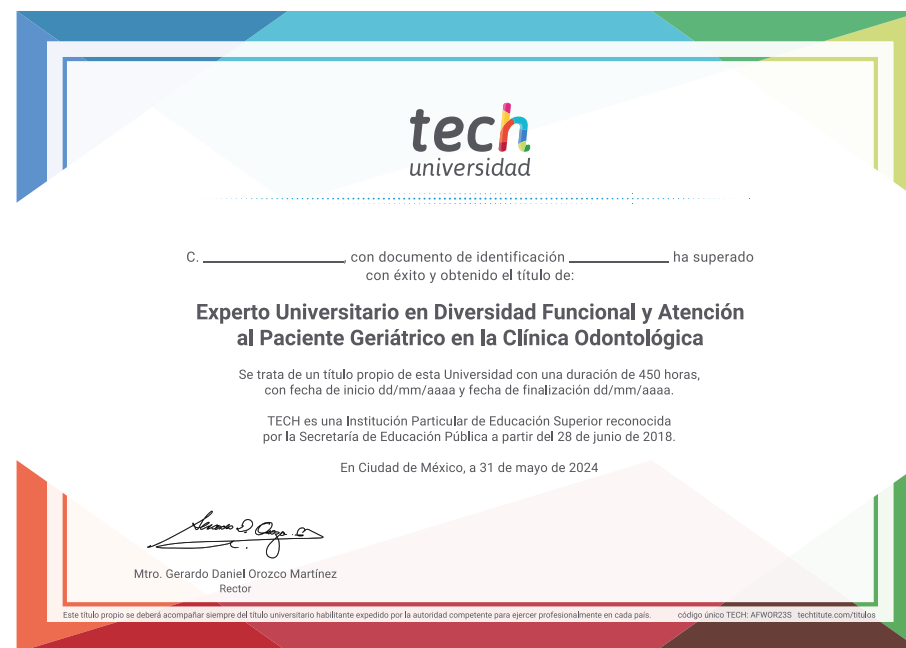 tech
universidad
C. ____________, con documento de identificación ____________ ha superado
con éxito y obtenido el título de:
Experto Universitario en Diversidad Funcional y Atención
al Paciente Geriátrico en la Clínica Odontológica
Se trata de un título propio de esta Universidad con una duración de 450 horas,
con fecha de inicio dd/mm/aaaa y fecha de finalización dd/mm/aaaa.
TECH es una Institución Particular de Educación Superior reconocida
por la Secretaría de Educación Pública a partir del 28 de junio de 2018.
En Ciudad de México, a 31 de mayo de 2024
Mtro. Gerardo Daniel Orozco Martínez
Rector
Este título propio se deberá acompañar siempre del título universitario habilitante expedido por la autoridad competente para ejercer profesionalmente en cada país. código único TECH: AFWOR23S techtitute.com/titulos